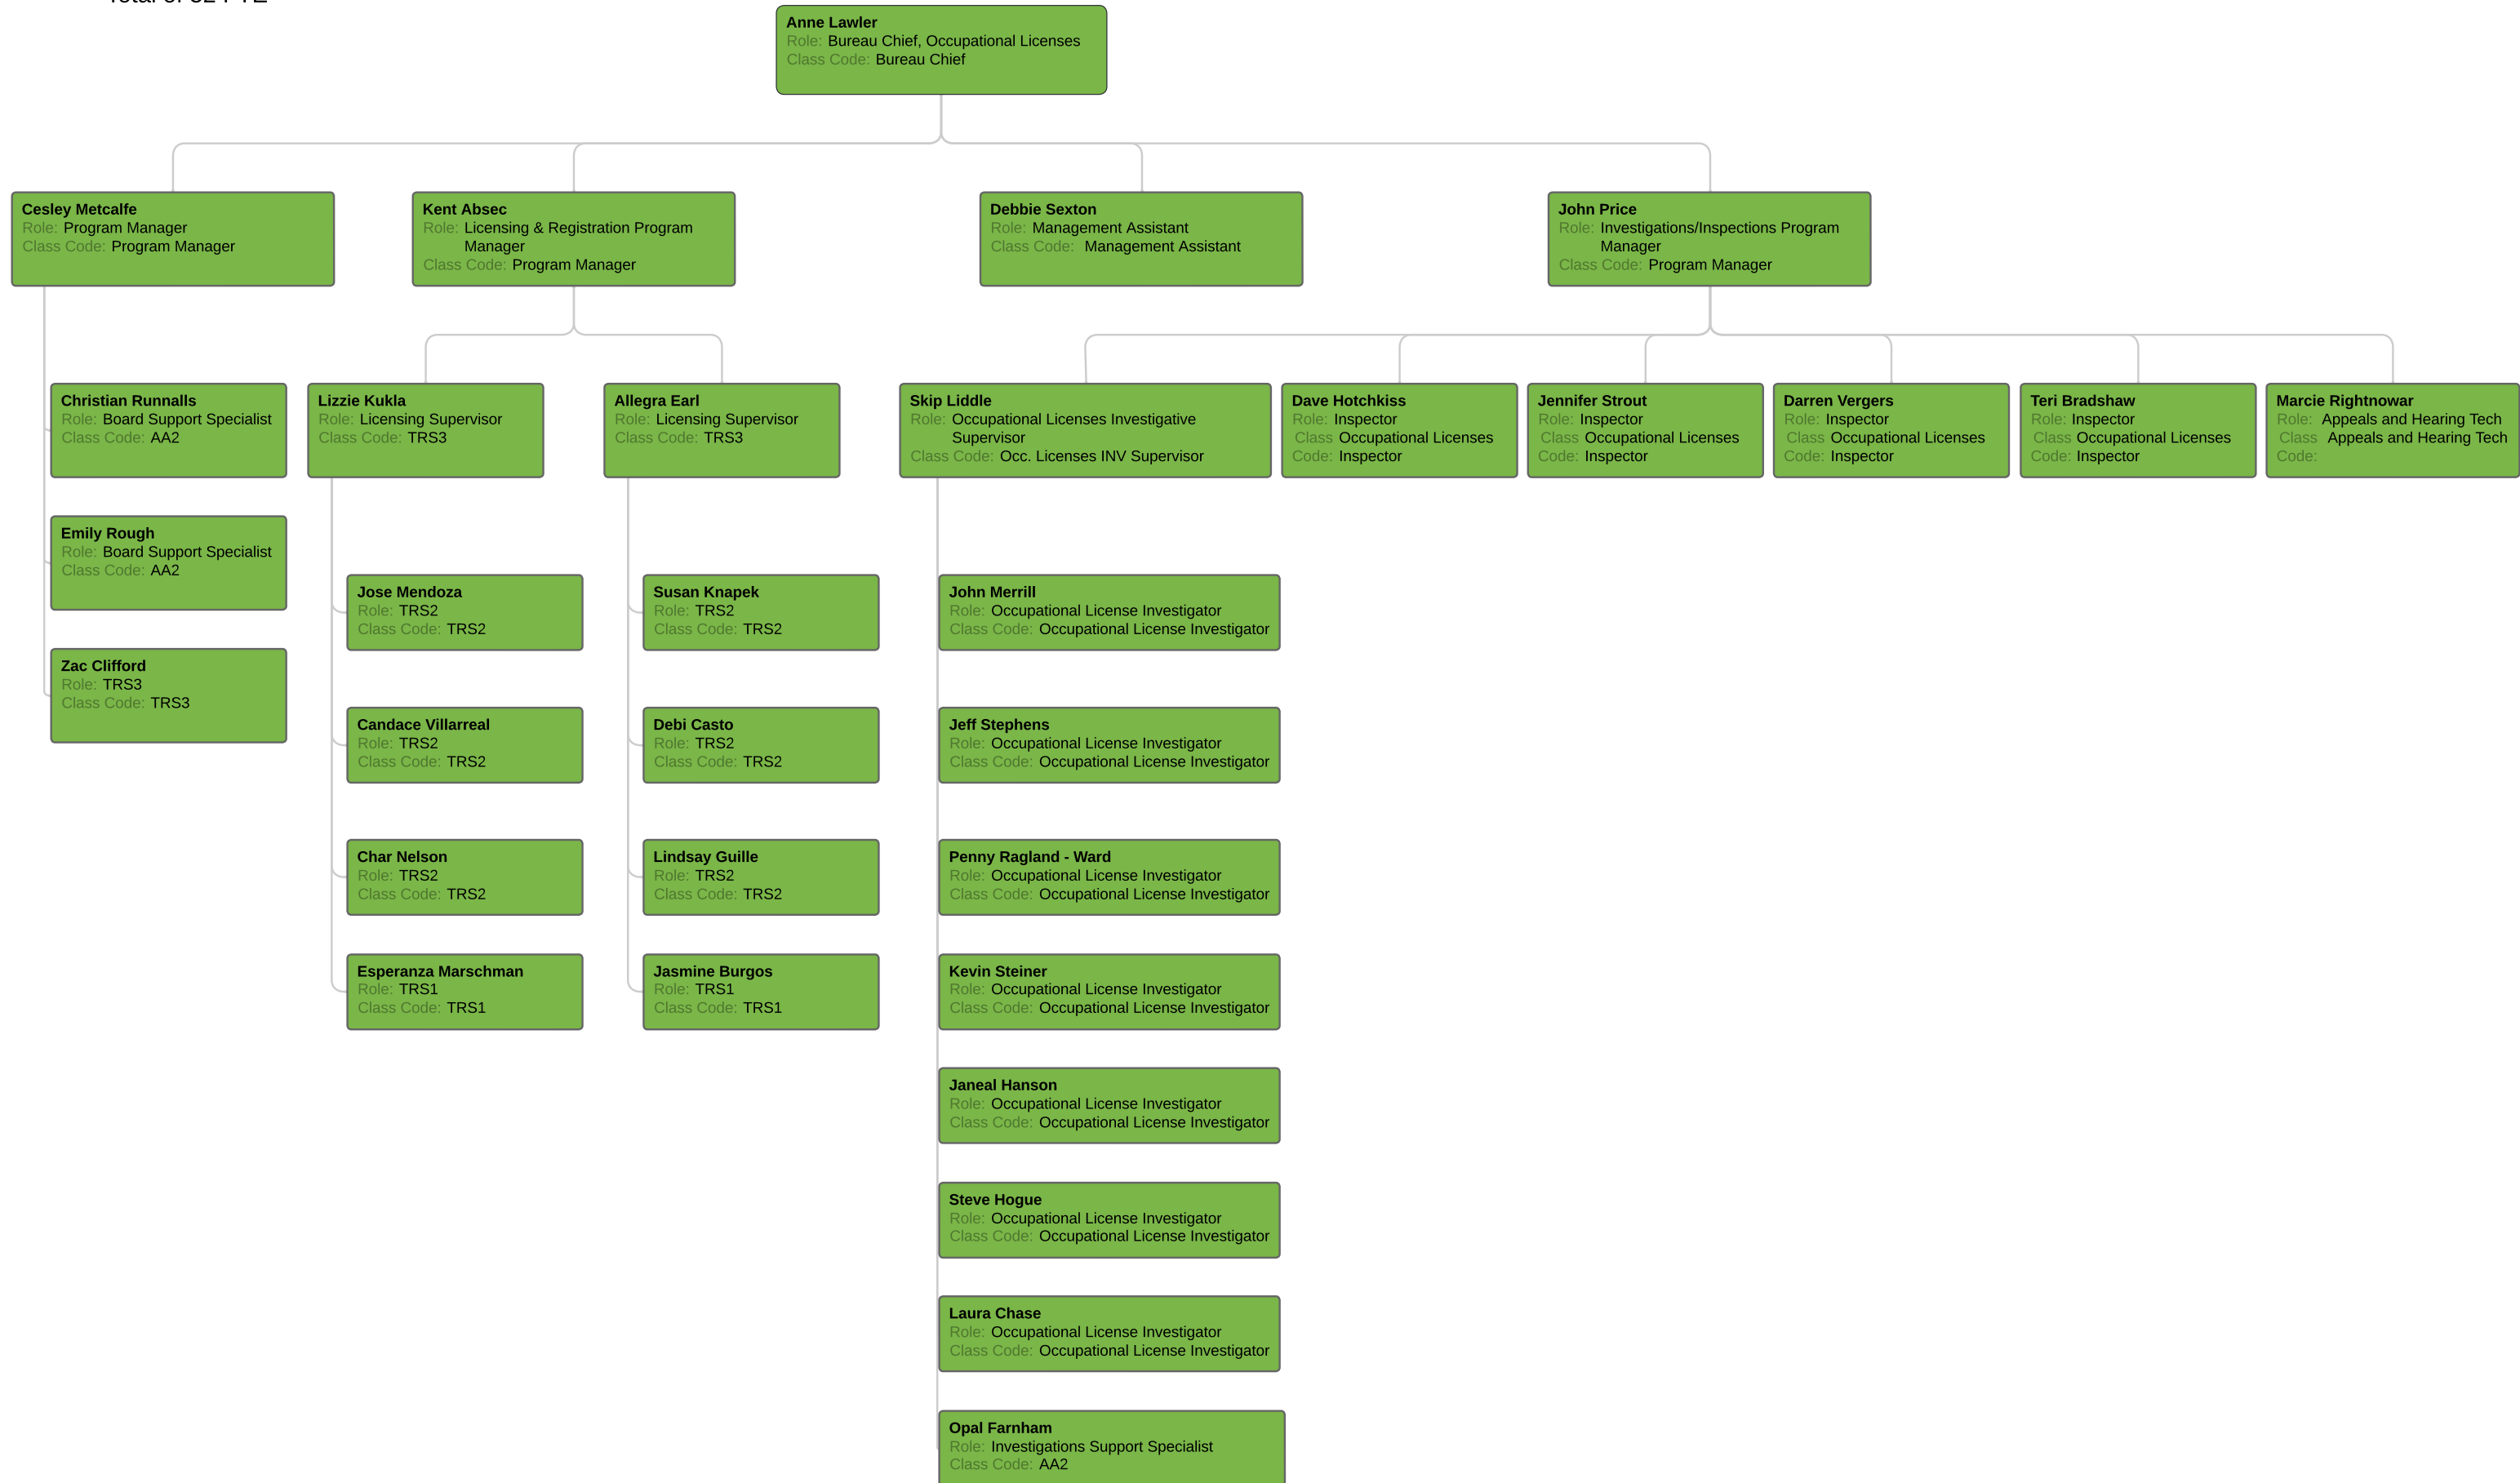 Anne Lawler
Role: Bureau Chief, Occupational Licenses
Class Code: Bureau Chief
Cesley Metcalfe
Role: Program Manager
Class Code: Program Manager
Kent Absec
Role: Licensing & Registration Program
Manager
Class Code: Program Manager
Debbie Sexton
Role: Management Assistant
Class Code: Management Assistant
John Price
Role: Investigations/Inspections Program
Manager
Class Code: Program Manager
Christian Runnalls
Role: Board Support Specialist
Class Code: AA2
Lizzie Kukla
Role: Licensing Supervisor
Class Code: TRS3
Allegra Earl
Role: Licensing Supervisor
Class Code: TRS3
Skip Liddle
Role: Occupational Licenses Investigative
Supervisor
Class Code: Occ. Licenses INV Supervisor
Dave Hotchkiss
Role: Inspector
Class Occupational Licenses
Code: Inspector
Jennifer Strout
Role: Inspector
Class Occupational Licenses
Code: Inspector
Darren Vergers
Role: Inspector
Class Occupational Licenses
Code: Inspector
Teri Bradshaw
Role: Inspector
Class Occupational Licenses
Code: Inspector
Marcie Rightnowar
Role: Appeals and Hearing Tech
Class Appeals and Hearing Tech
Code:
Emily Rough
Role: Board Support Specialist
Class Code: AA2
Zac Clifford
Role: TRS3
Class Code: TRS3
Jose Mendoza
Role: TRS2
Class Code: TRS2
Candace Villarreal
Role: TRS2
Class Code: TRS2
Char Nelson
Role: TRS2
Class Code: TRS2
Esperanza Marschman
Role: TRS1
Class Code: TRS1
Susan Knapek
Role: TRS2
Class Code: TRS2
Debi Casto
Role: TRS2
Class Code: TRS2
Lindsay Guille
Role: TRS2
Class Code: TRS2
Jasmine Burgos
Role: TRS1
Class Code: TRS1
John Merrill
Role: Occupational License Investigator
Class Code: Occupational License Investigator
Jeff Stephens
Role: Occupational License Investigator
Class Code: Occupational License Investigator
Penny Ragland - Ward
Role: Occupational License Investigator
Class Code: Occupational License Investigator
Kevin Steiner
Role: Occupational License Investigator
Class Code: Occupational License Investigator
Janeal Hanson
Role: Occupational License Investigator
Class Code: Occupational License Investigator
Steve Hogue
Role: Occupational License Investigator
Class Code: Occupational License Investigator
Laura Chase
Role: Occupational License Investigator
Class Code: Occupational License Investigator
Opal Farnham
Role: Investigations Support Specialist
Class Code: AA2